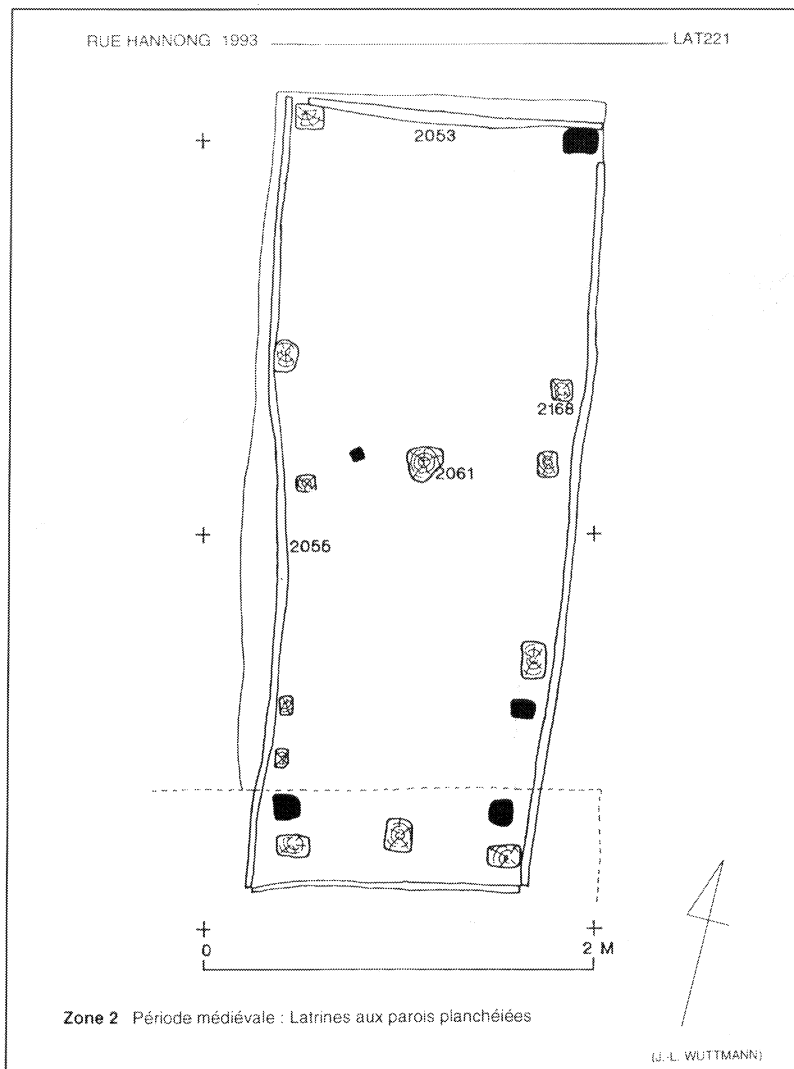 RUE HANNONG 1993 LAT221
2053
2168
2061
2055
0 2 M
Zone 2 Période médiévale : Latrines aux parois planchéiées
(J.-L. WUTTMANN)